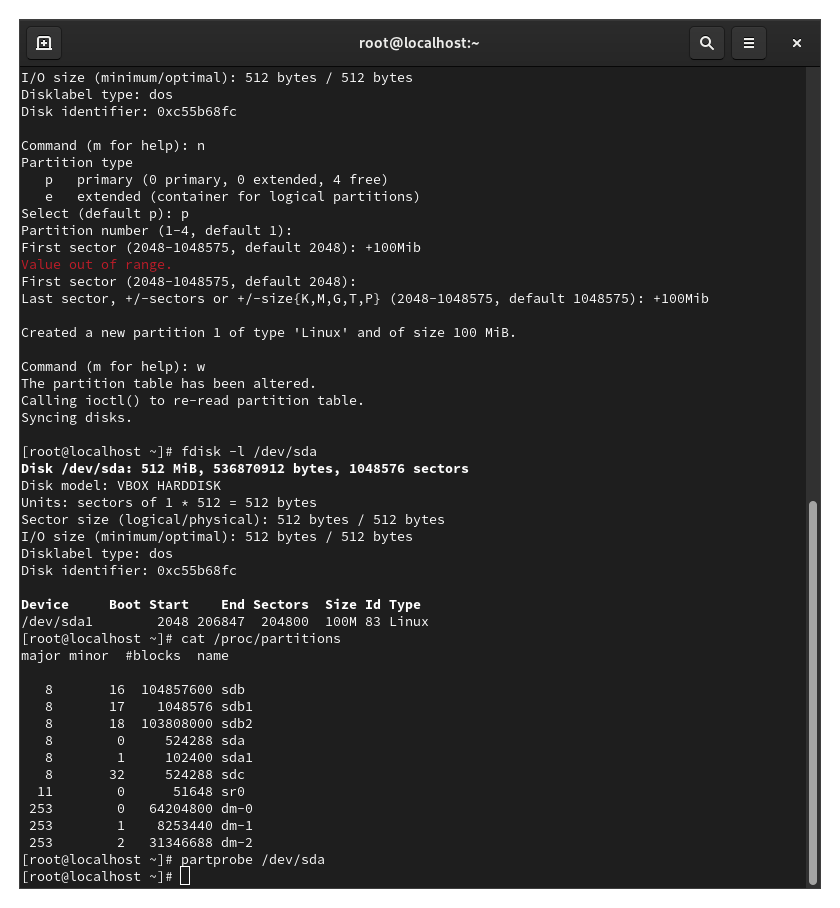 root@localhost:~
I/O size (minimum/optimal): 512 bytes / 512 bytes
Disklabel type: dos
Disk identifier: 0xc55b68fc
Command (m for help): n
Partition type
   p   primary (0 primary, 0 extended, 4 free)
   e   extended (container for logical partitions)
Select (default p): p
Partition number (1-4, default 1):
First sector (2048-1048575, default 2048): +100Mib
Value out of range.
First sector (2048-1048575, default 2048):
Last sector, +/-sectors or +/-size{K,M,G,T,P} (2048-1048575, default 1048575): +100Mib
Created a new partition 1 of type 'Linux' and of size 100 MiB.
Command (m for help): w
The partition table has been altered.
Calling ioctl() to re-read partition table.
Syncing disks.
[root@localhost ~]# fdisk -l /dev/sda
Disk /dev/sda: 512 MiB, 536870912 bytes, 1048576 sectors
Disk model: VBOX HARDDISK
Units: sectors of 1 * 512 = 512 bytes
Sector size (logical/physical): 512 bytes / 512 bytes
I/O size (minimum/optimal): 512 bytes / 512 bytes
Disklabel type: dos
Disk identifier: 0xc55b68fc
Device     Boot Start    End Sectors  Size Id Type
/dev/sda1        2048 206847  204800  100M 83 Linux
[root@localhost ~]# cat /proc/partitions
major minor  #blocks  name
   8       16  104857600 sdb
   8       17    1048576 sdb1
   8       18  103808000 sdb2
   8        0     524288 sda
   8        1     102400 sda1
   8       32     524288 sdc
  11        0      51648 sr0
 253        0   64204800 dm-0
 253        1    8253440 dm-1
 253        2   31346688 dm-2
[root@localhost ~]# partprobe /dev/sda
[root@localhost ~]#